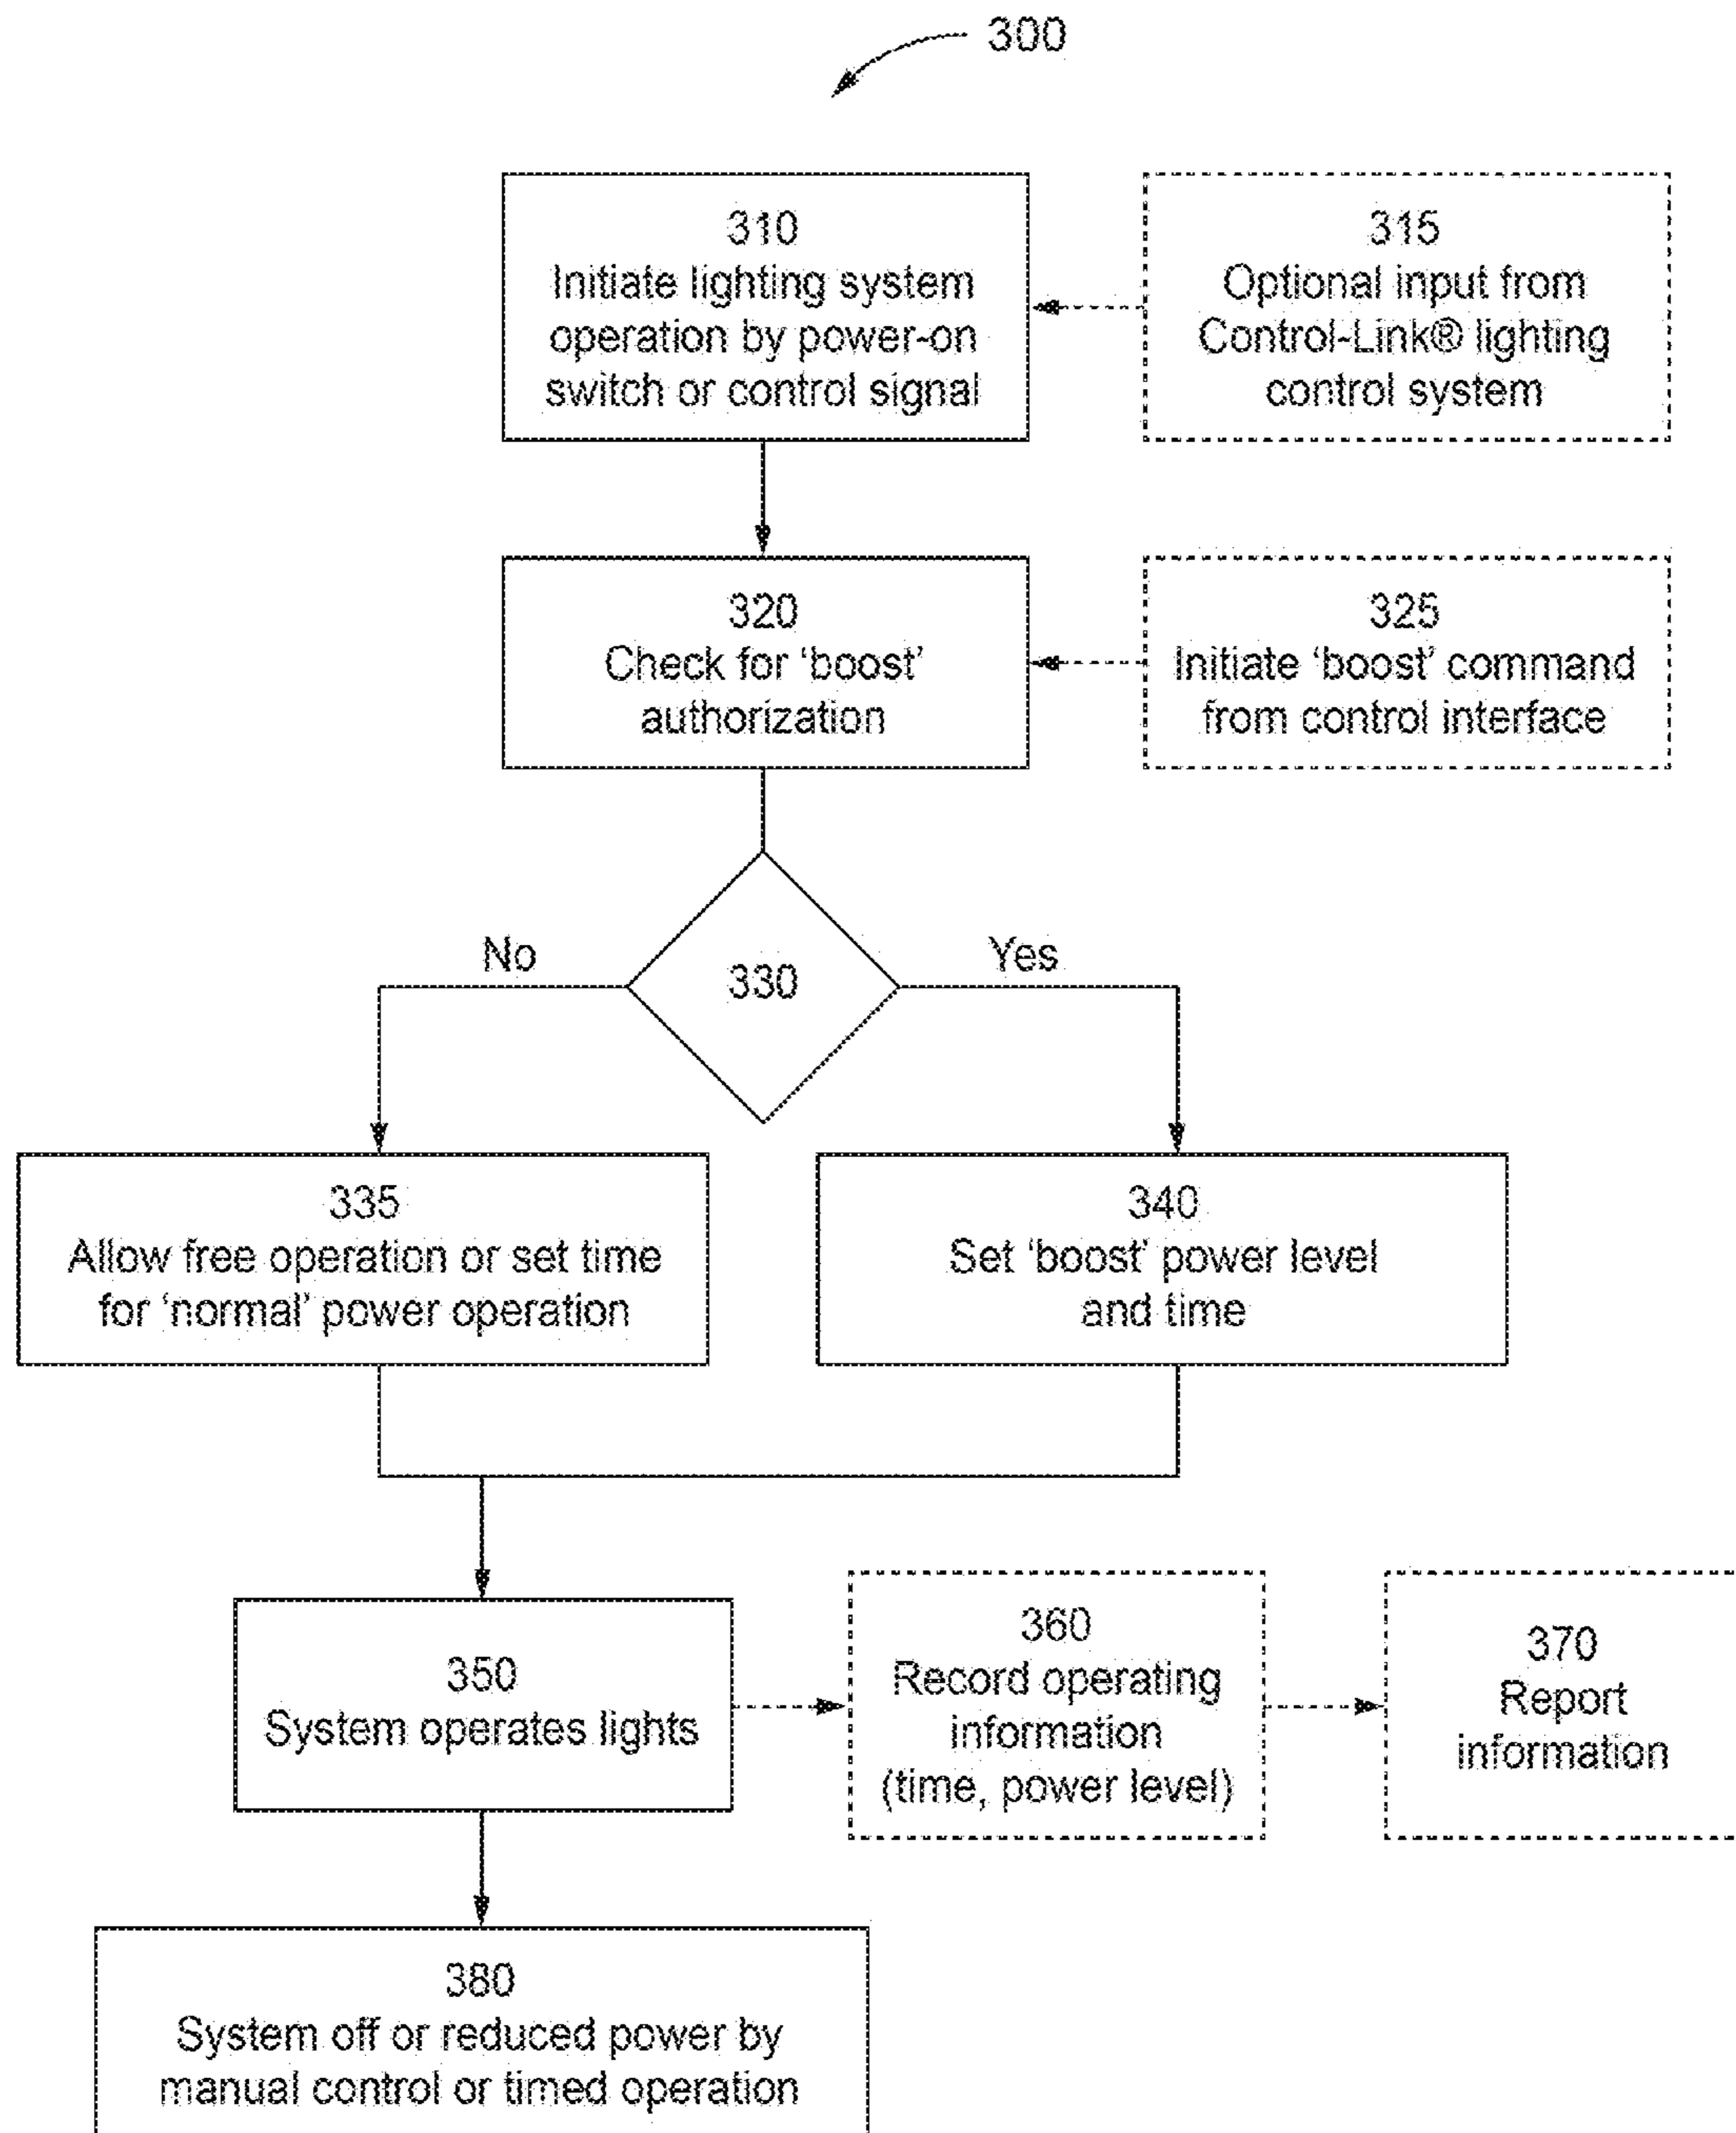 300
310
Initiate lighting system
operation by power-on
switch or control signal
315
Optional input from
Control-Link® lighting
control system
320
Check for ‘boost’
authorization
325
Initiate ‘boost’ command
from control interface
330
No
Yes
335
Allow free operation or set time
for ‘normal’ power operation
340
Set ‘boost’ power level
and time
350
System operates lights
360
Record operating
information
(time, power level)
370
Report
information
380
System off or reduced power by
manual control or timed operation